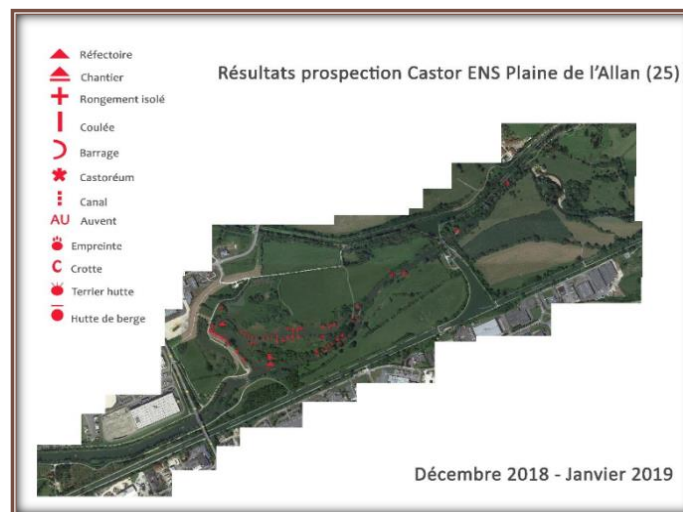 Résultats prospection Castor ENS Plaine de l'Allan (25)
Réfectoire
Chantier
Rongement isolé
Coulée
Barrage
Castoréum
Canal
AU Auvent
Empreinte
C Crotte
Terrier hutte
Hutte de berge
Décembre 2018 - Janvier 2019